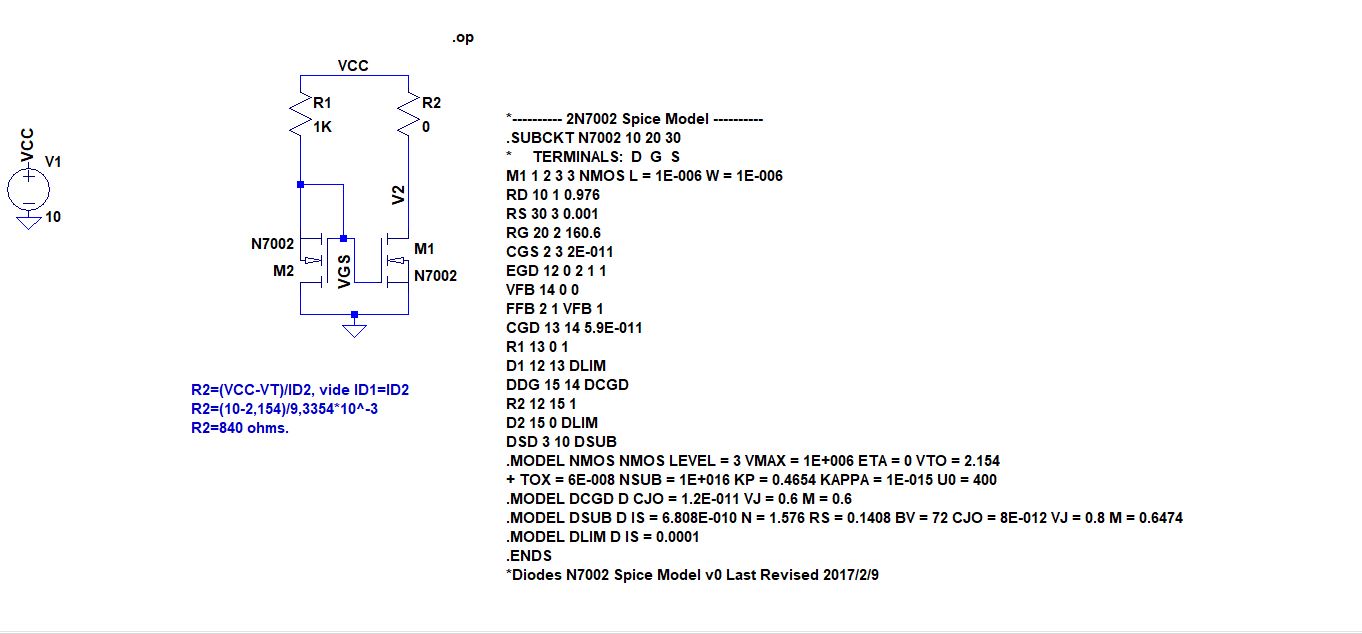 .op
VCC
R1
1K
R2
0
VCC
V1
10
V2
N7002
M2
VGS
M1
N7002
R2=(VCC-VT)/ID2, vide ID1=ID2
R2=(10-2,154)/9,3354*10^-3
R2=840 ohms.
*---------- 2N7002 Spice Model ----------
.SUBCKT N7002 10 20 30
* TERMINALS: D G S
M1 1 2 3 3 NMOS L = 1E-006 W = 1E-006
RD 10 1 0.976
RS 30 3 0.001
RG 20 2 160.6
CGS 2 3 2E-011
EGD 12 0 2 1 1
VFB 14 0 0
FFB 2 1 VFB 1
CGD 13 14 5.9E-011
R1 13 0 1
D1 12 13 DLIM
DDG 15 14 DCGD
R2 12 15 1
D2 15 0 DLIM
DSD 3 10 DSUB
.MODEL NMOS NMOS LEVEL = 3 VMAX = 1E+006 ETA = 0 VTO = 2.154
+ TOX = 6E-008 NSUB = 1E+016 KP = 0.4654 KAPPA = 1E-015 U0 = 400
.MODEL DCGD D CJO = 1.2E-011 VJ = 0.6 M = 0.6
.MODEL DSUB D IS = 6.808E-010 N = 1.576 RS = 0.1408 BV = 72 CJO = 8E-012 VJ = 0.8 M = 0.6474
.MODEL DLIM D IS = 0.0001
.ENDS
*Diodes N7002 Spice Model v0 Last Revised 2017/2/9